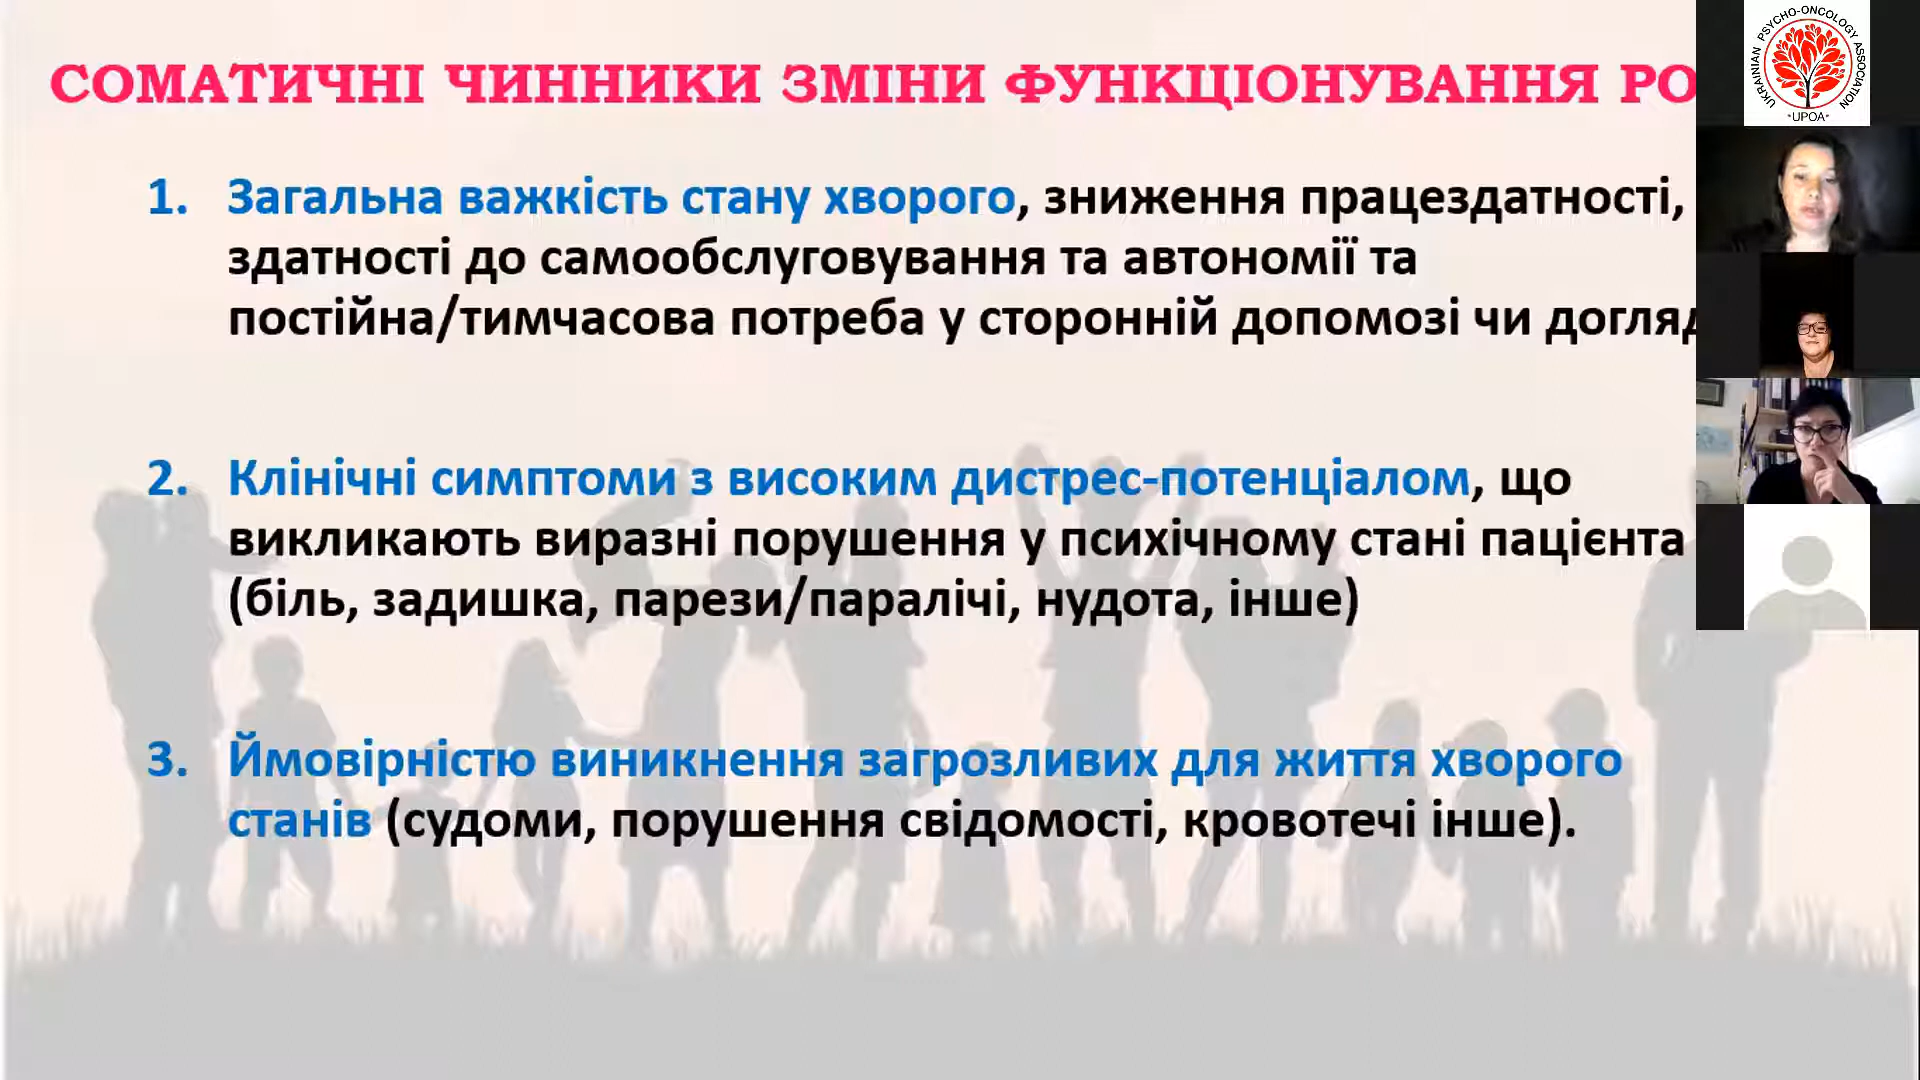 СОМАТИЧНІ ЧИННИКИ ЗМІНИ ФУНКЦІОНУВАННЯ
1. Загальна важкість стану хворого, зниження працездатності,
здатності до самообслуговування та автономії та
постійна/тимчасова потреба у сторонній допомозі чи
2. Клінічні симптоми з високим дистрес-потенціалом, що
викликають виразні порушення у психічному стані пацієнта
(біль, задишка, парези/паралічі, нудота, інше)
3. Ймовірністю виникнення загрозливих для життя хворого
станів (судоми, порушення свідомості, кровотечі інше).
UKRAINIAN PSYCHO-ONCOLOGY ASSOCIATION
*UPOA*